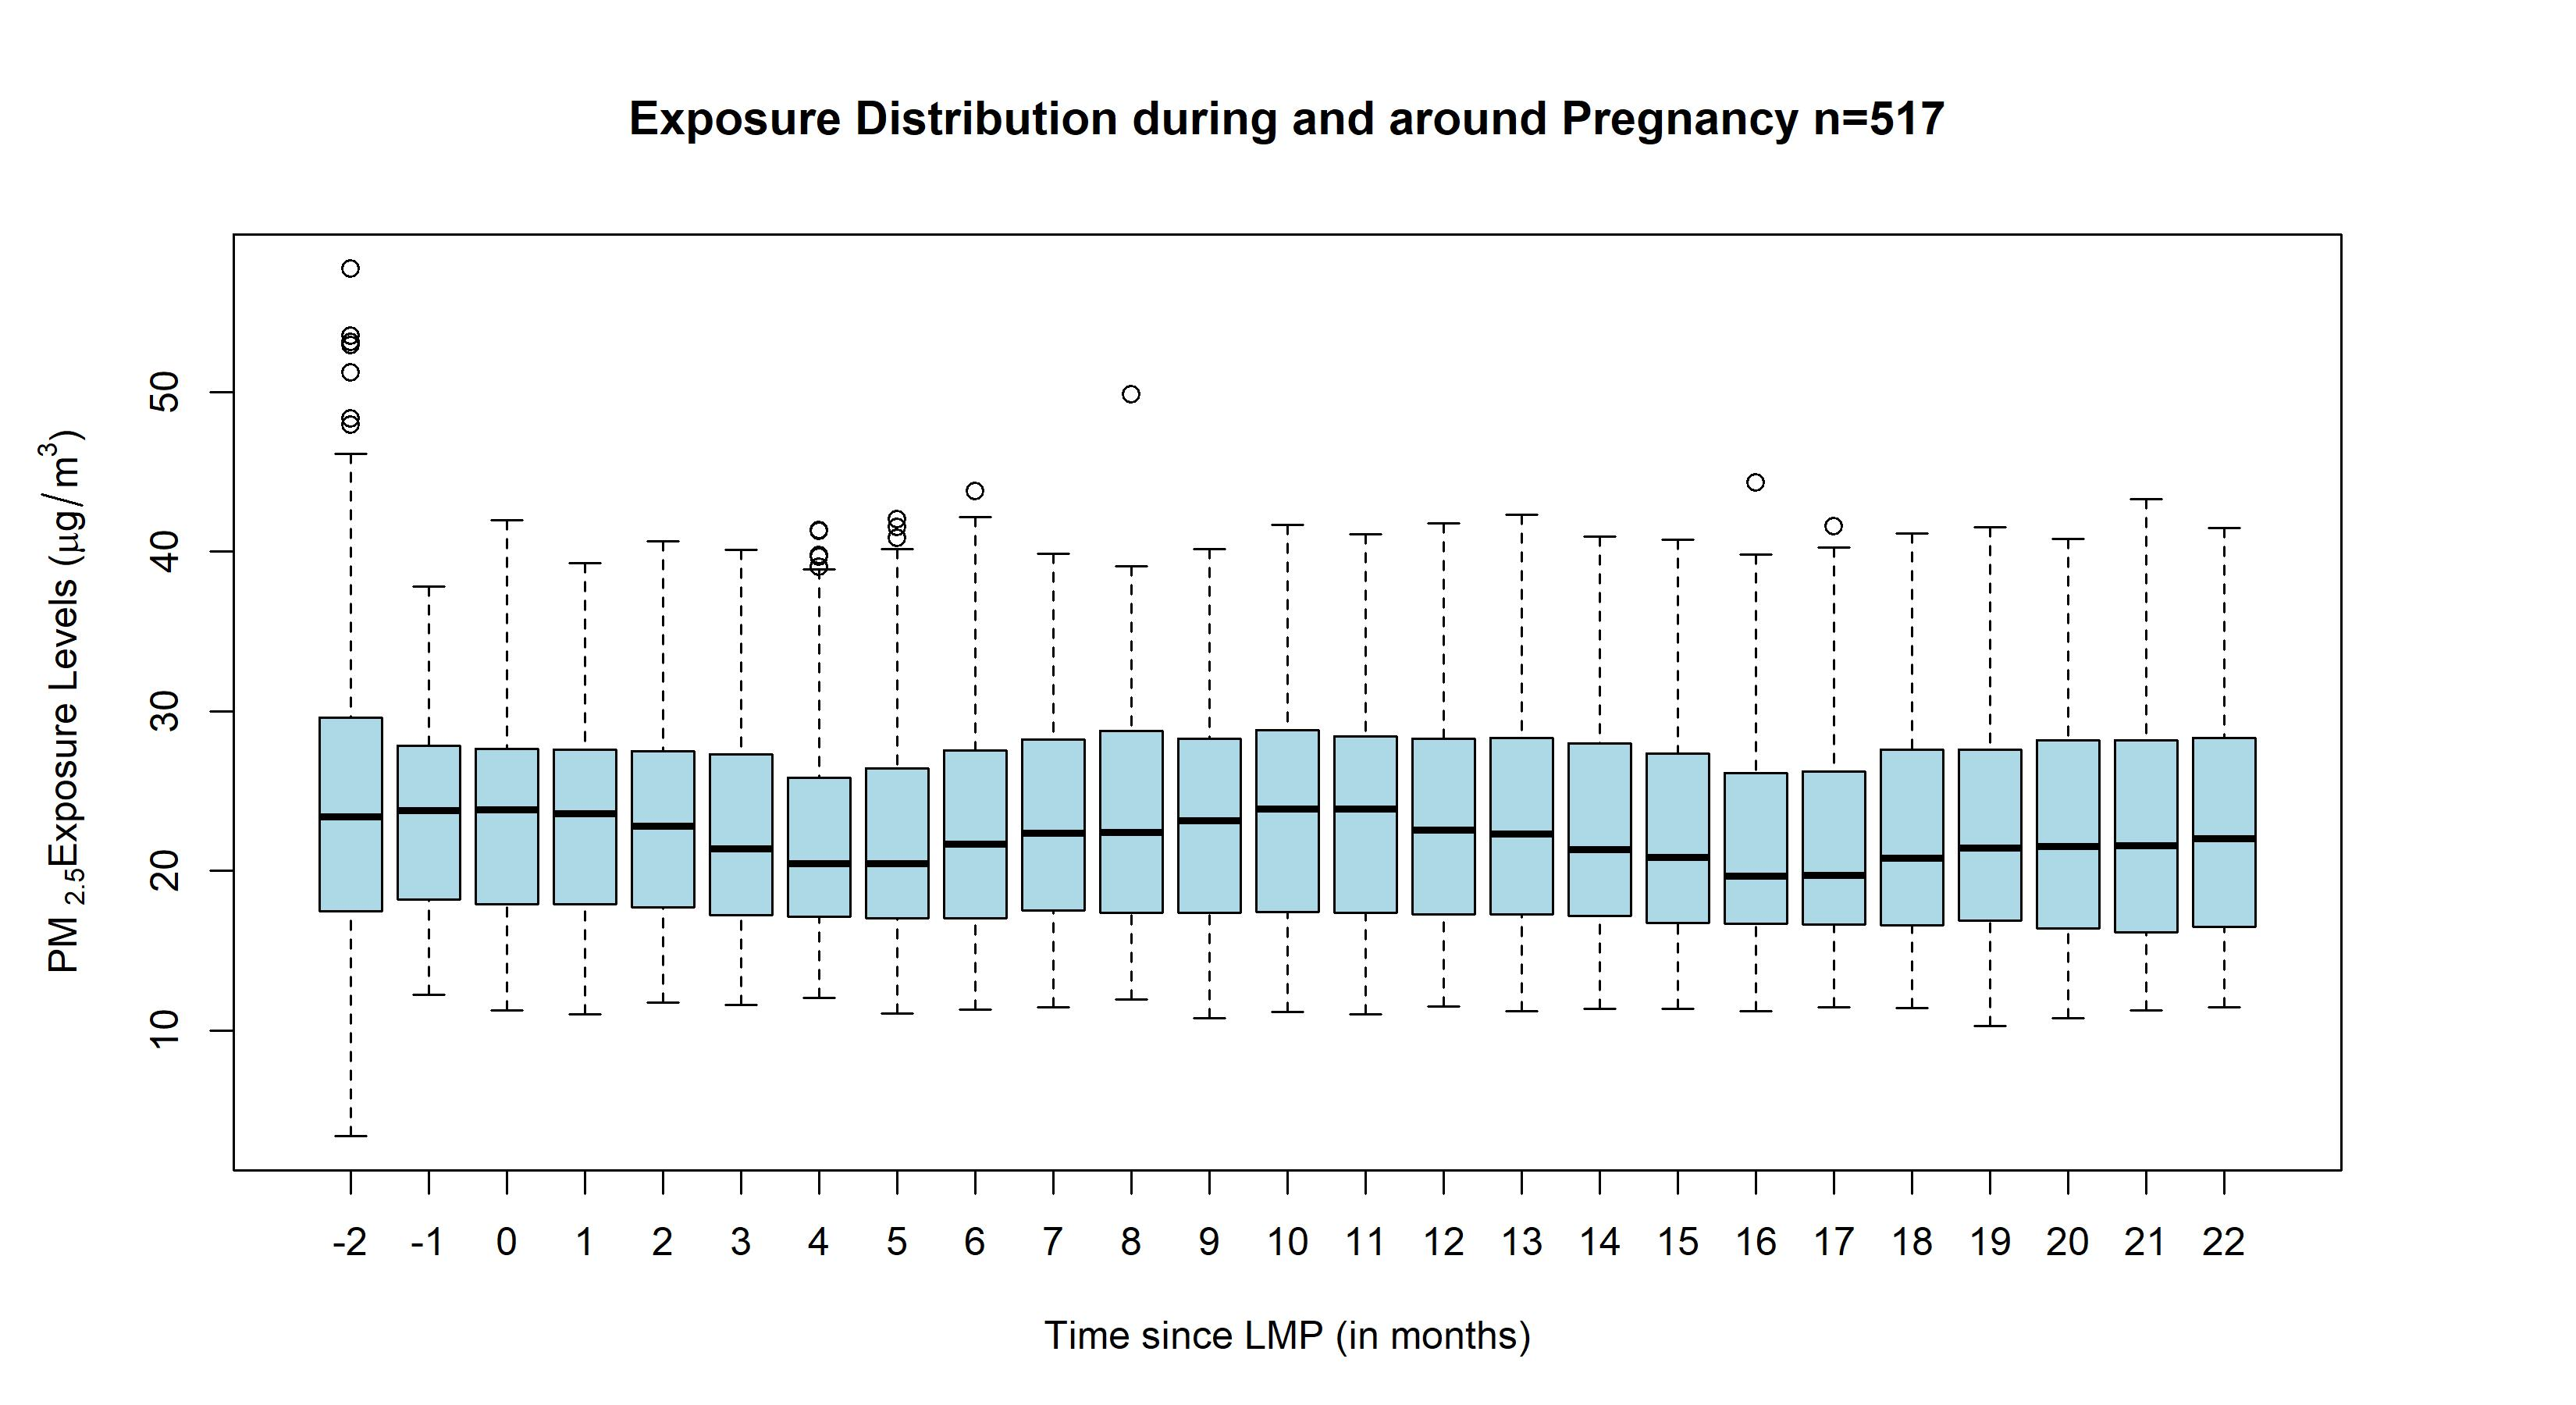 Exposure Distribution during and around Pregnancy n=517
PM 2.5Exposure Levels (μg/m³)
50
40
30
20
10
-2 -1 0 1 2 3 4 5 6 7 8 9 10 11 12 13 14 15 16 17 18 19 20 21 22
Time since LMP (in months)